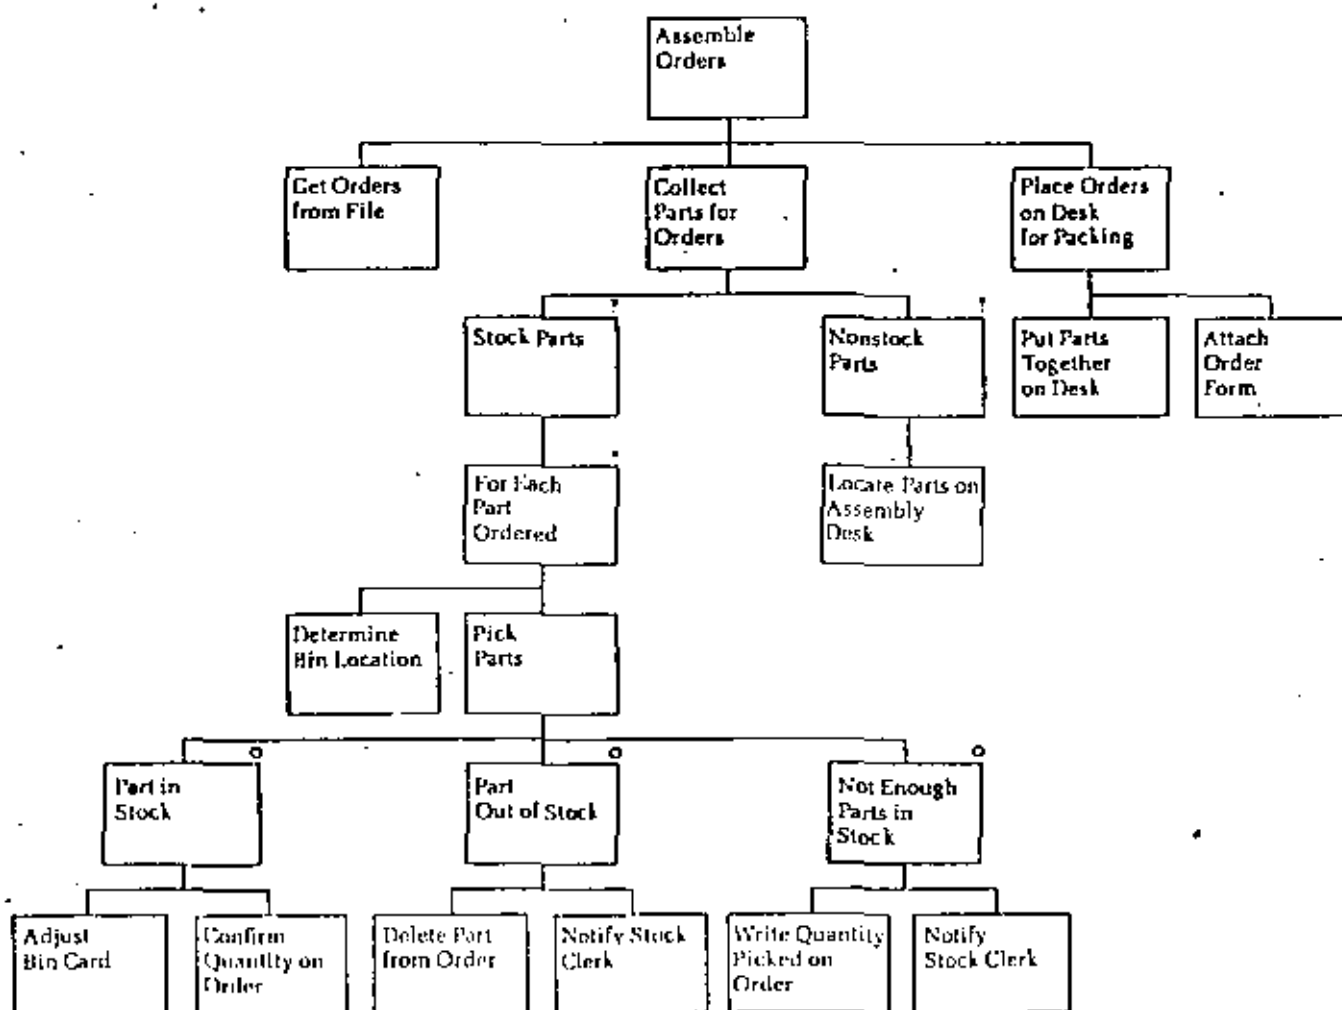 Assemble
Orders
Get Orders
from File
Collect
Parts for
Orders
Place Orders
on Desk
for Packing
Stock Parts
Nonstock
Parts
Put Parts
Together
on Desk
Attach
Order
Form
For Each
Part
Ordered
Locate Parts on
Assembly
Desk
Determine
Bin Location
Pick
Parts
Part in
Stock
Part
Out of Stock
Not Enough
Parts in
Stock
Adjust
Bin Card
Confirm
Quantity on
Order
Delete Part
from Order
Notify Stock
Clerk
Write Quantity
Picked on
Order
Notify
Stock Clerk